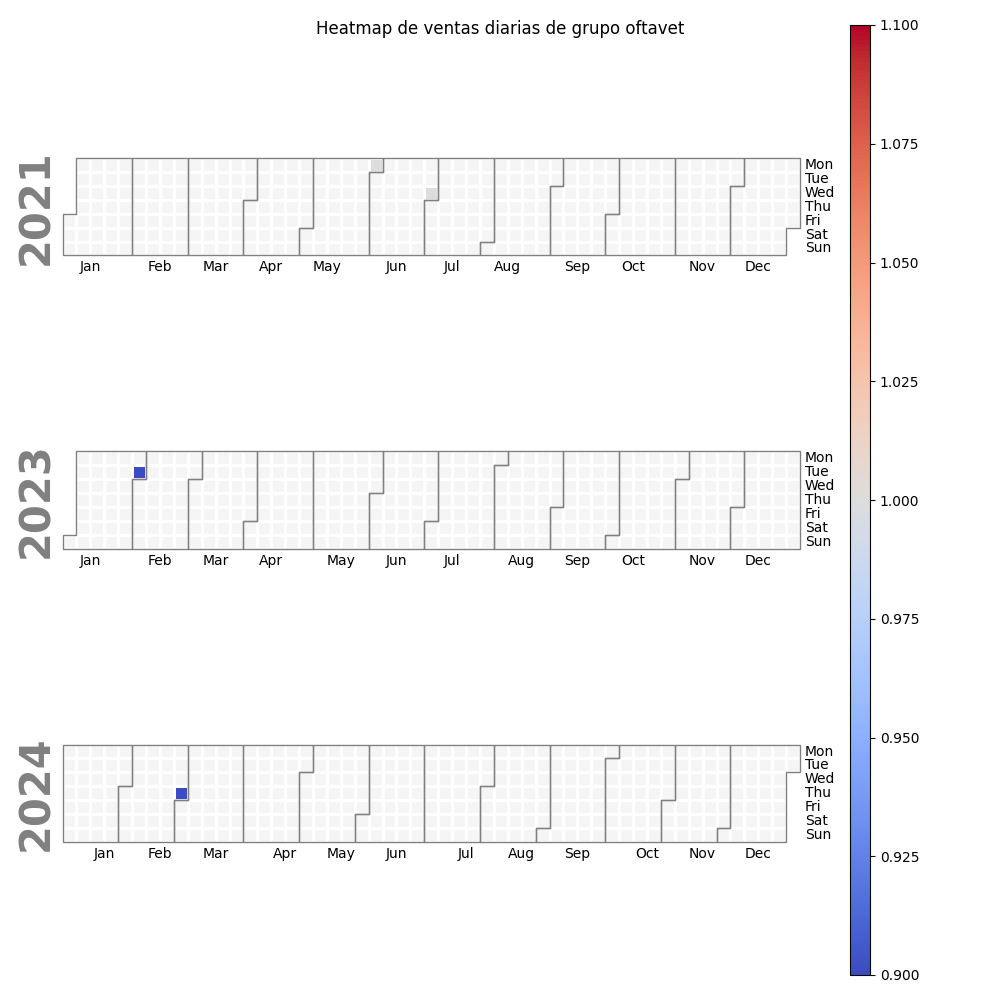 Heatmap de ventas diarias de grupo oftavet
2021
Mon
Tue
Wed
Thu
Fri
Sat
Sun
Jan Feb Mar Apr May Jun Jul Aug Sep Oct Nov Dec
2023
Mon
Tue
Wed
Thu
Fri
Sat
Sun
Jan Feb Mar Apr May Jun Jul Aug Sep Oct Nov Dec
2024
Mon
Tue
Wed
Thu
Fri
Sat
Sun
Jan Feb Mar Apr May Jun Jul Aug Sep Oct Nov Dec
1.100
1.075
1.050
1.025
1.000
0.975
0.950
0.925
0.900